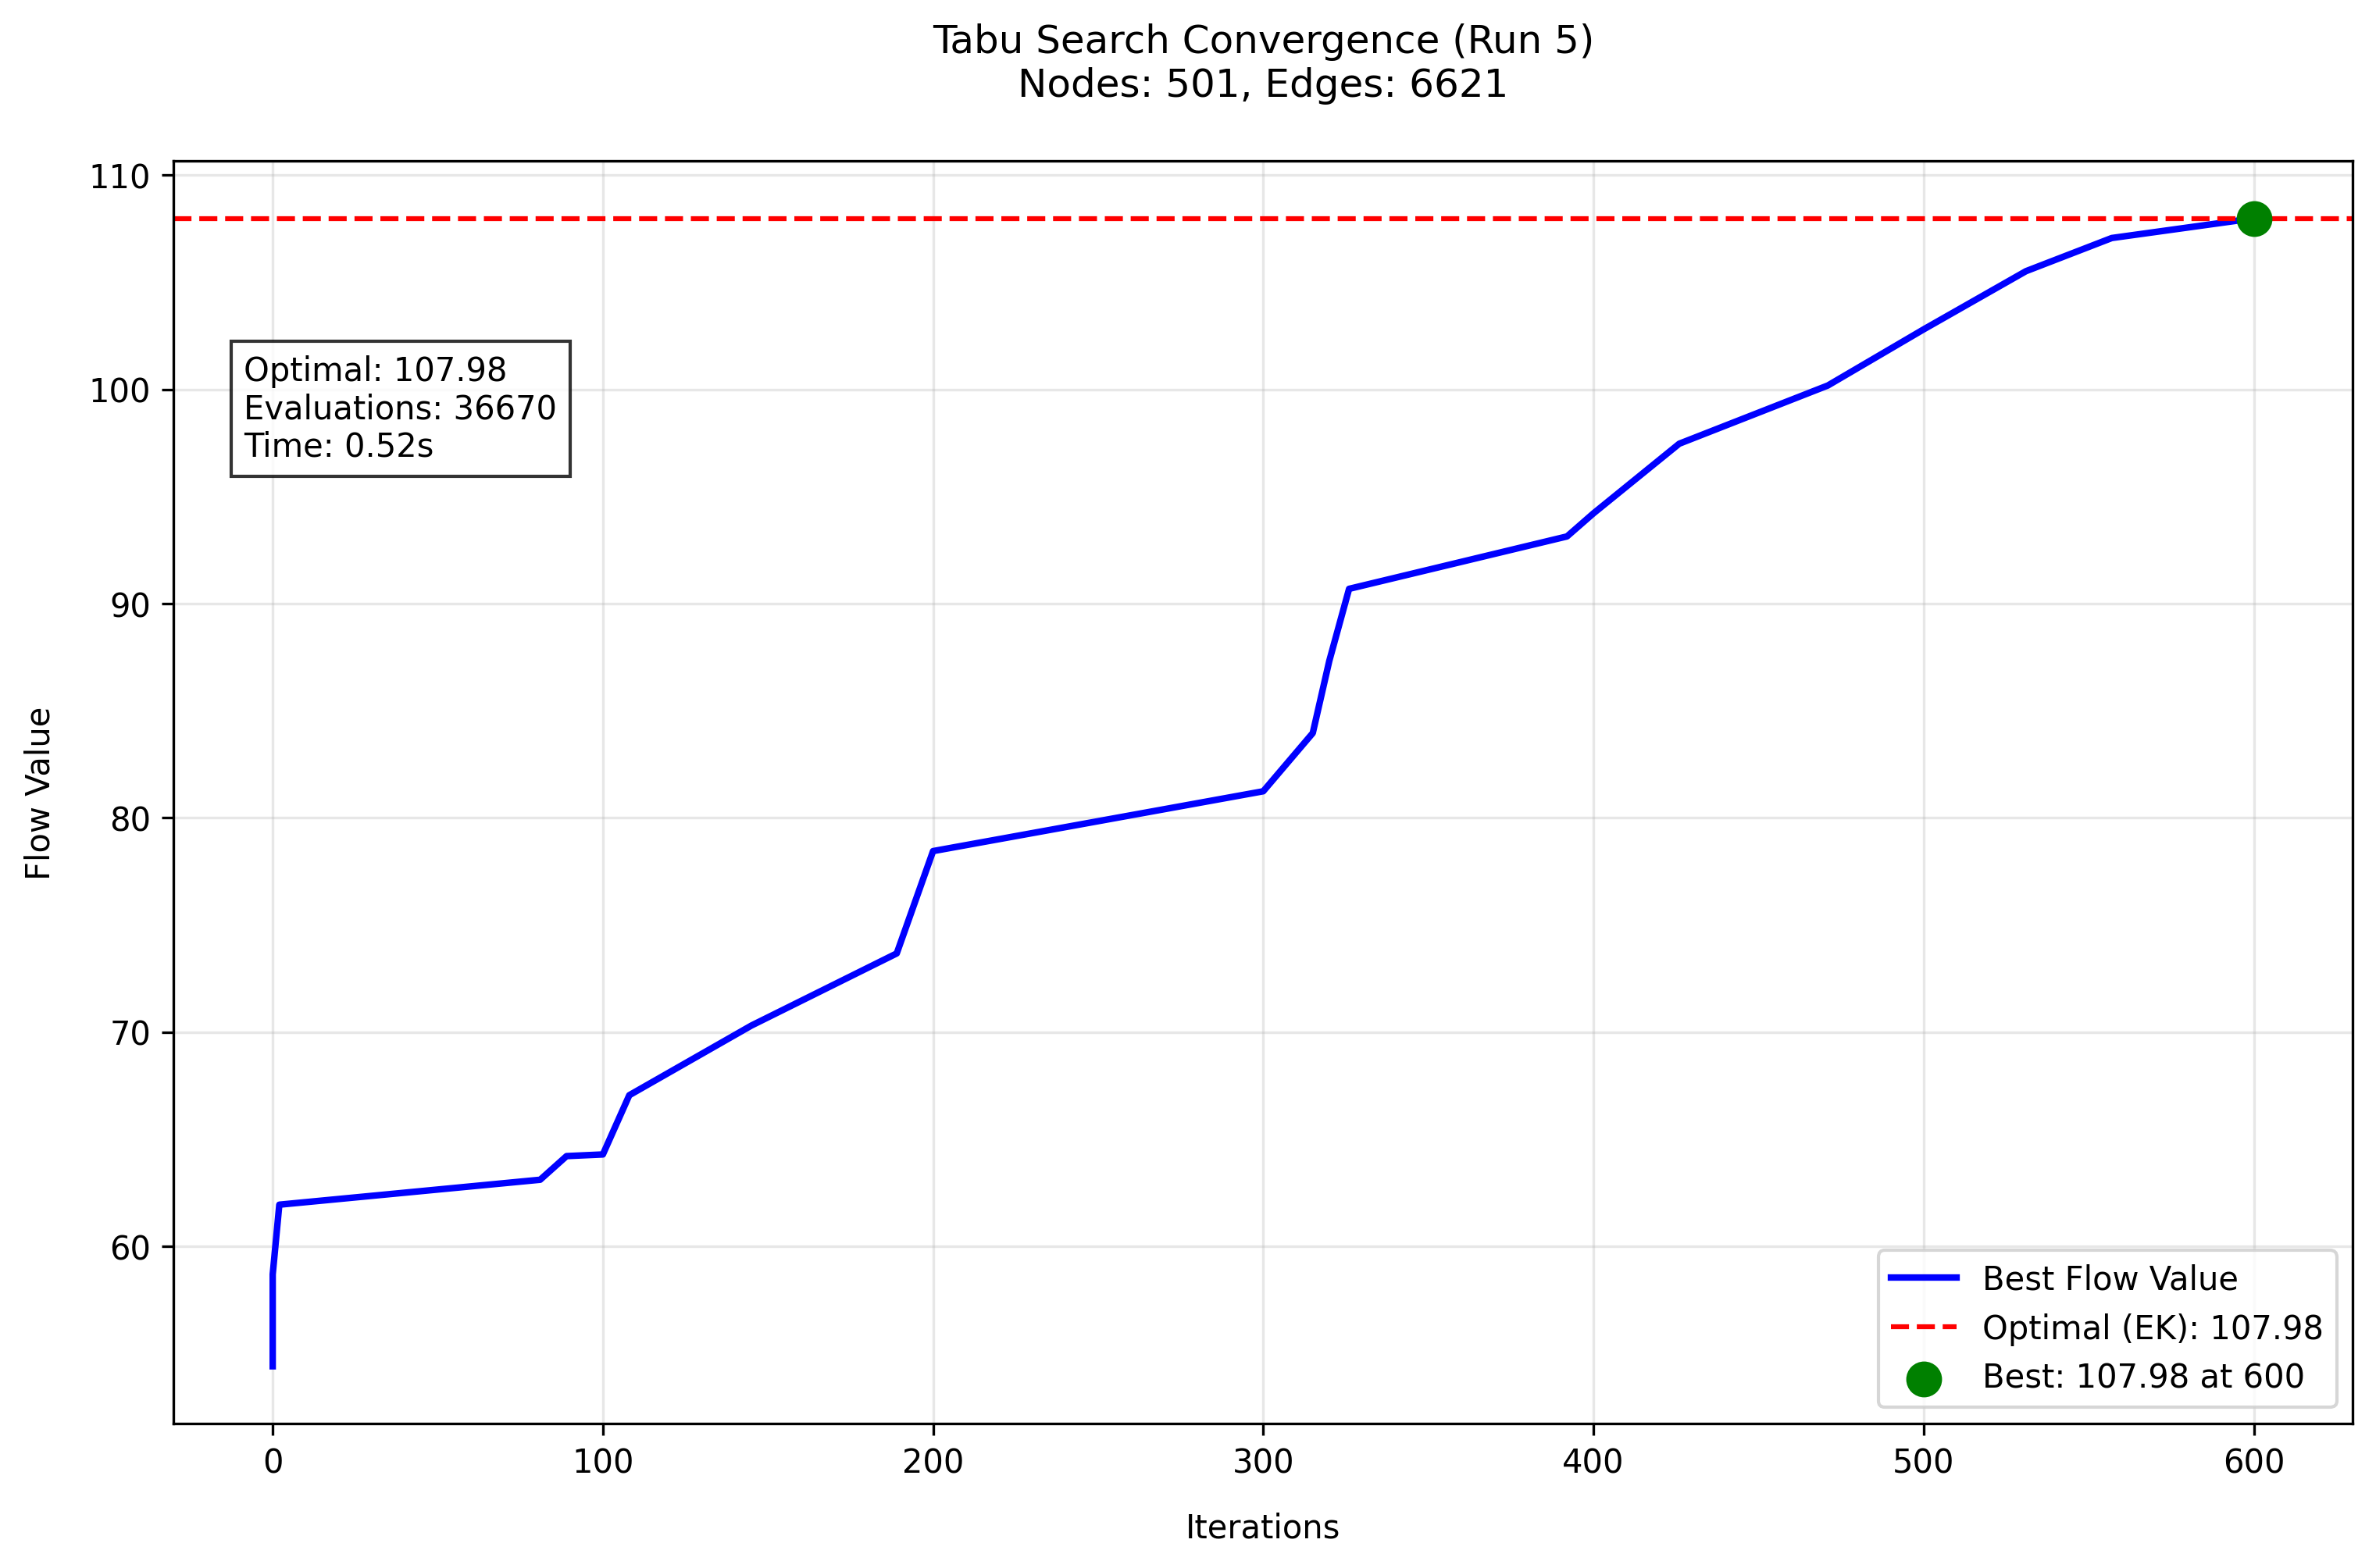 Tabu Search Convergence (Run 5)
Nodes: 501, Edges: 6621
110
100
90
80
70
60
Flow Value
Optimal: 107.98
Evaluations: 36670
Time: 0.52s
Best Flow Value
Optimal (EK): 107.98
Best: 107.98 at 600
0 100 200 300 400 500 600
Iterations